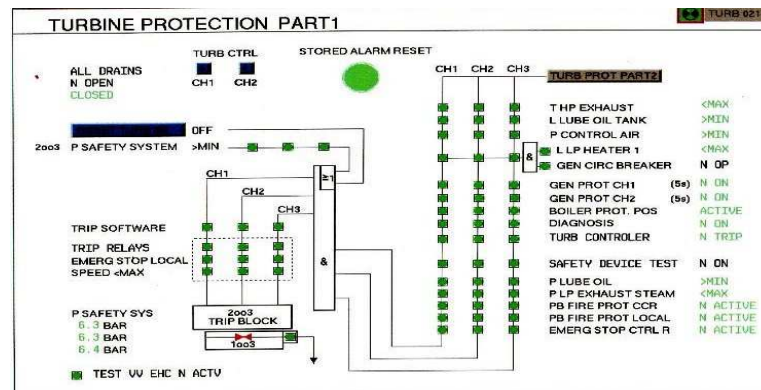 TURBINE PROTECTION PART1
TURB 021
TURB CTRL
STORED ALARM RESET
ALL DRAINS
N OPEN
CLOSED
CH1 CH2
CH1 CH2 CH3
TURB PROT PART2
OFF
2oo3 P SAFETY SYSTEM >MIN
CH1
CH2
CH3
≥1
&
&
T HP EXHAUST <MAX
L LUBE OIL TANK >MIN
P CONTROL AIR >MIN
L LP HEATER 1 <MAX
GEN CIRC BREAKER N OP
GEN PROT CH1 (5s) N ON
GEN PROT CH2 (5s) N ON
BOILER PROT. POS ACTIVE
DIAGNOSIS N ON
TURB CONTROLER N TRIP
SAFETY DEVICE TEST N ON
P LUBE OIL >MIN
P LP EXHAUST STEAM <MAX
PB FIRE PROT CCR N ACTIVE
PB FIRE PROT LOCAL N ACTIVE
EMERG STOP CTRL R N ACTIVE
TRIP SOFTWARE
TRIP RELAYS
EMERG STOP LOCAL
SPEED <MAX
2oo3
TRIP BLOCK
1oo3
P SAFETY SYS
6.3 BAR
6.3 BAR
6.4 BAR
TEST VV EHC N ACTV